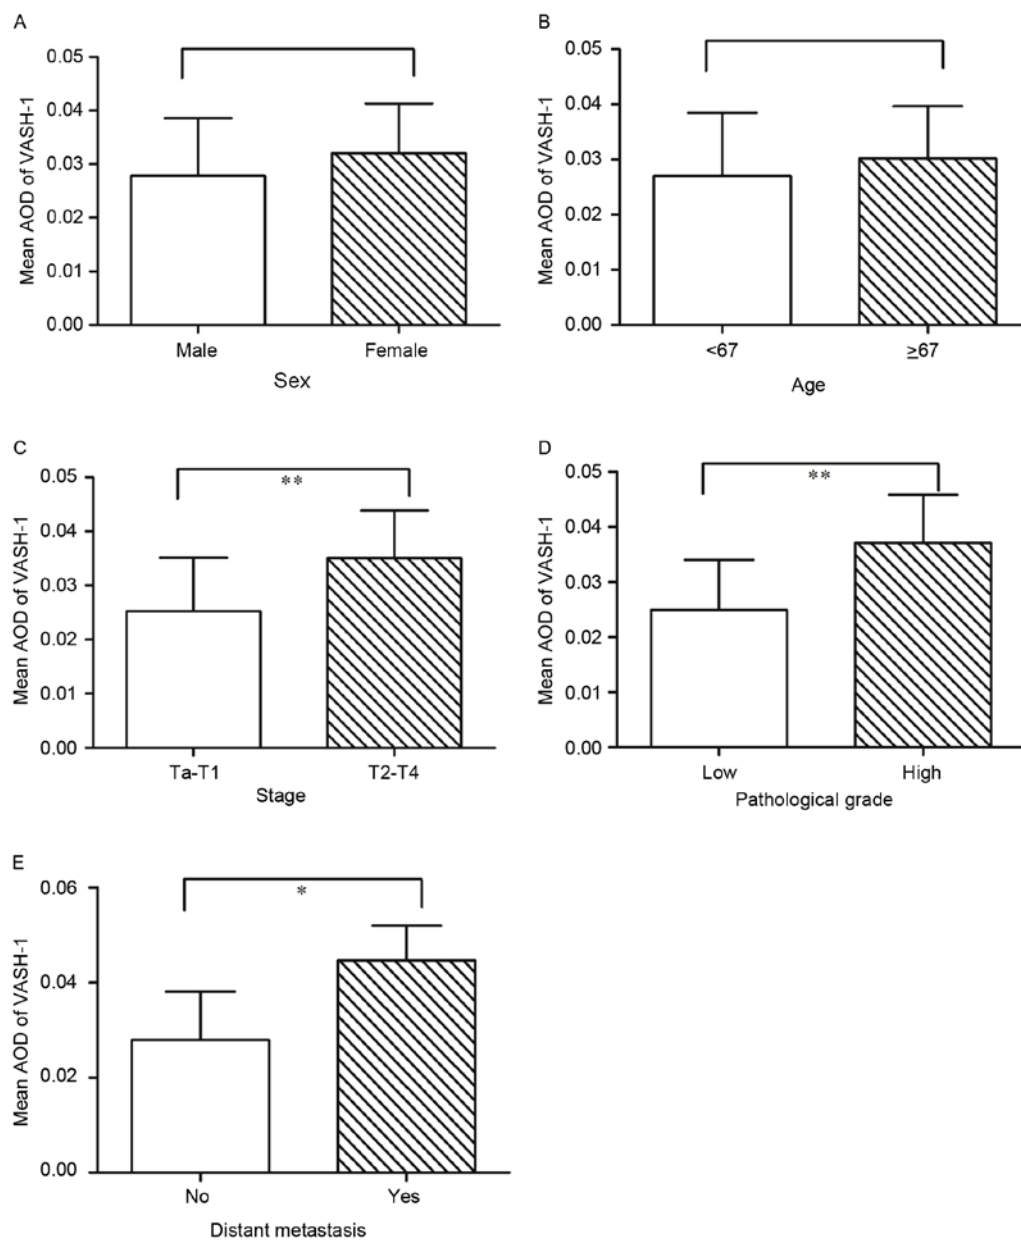 A
Mean AOD of VASH-1
0.05
0.04
0.03
0.02
0.01
0.00
Male Female
Sex
B
Mean AOD of VASH-1
0.05
0.04
0.03
0.02
0.01
0.00
<67 ≥67
Age
C
Mean AOD of VASH-1
0.05
0.04
0.03
0.02
0.01
0.00
**
Ta-T1 T2-T4
Stage
D
Mean AOD of VASH-1
0.05
0.04
0.03
0.02
0.01
0.00
**
Low High
Pathological grade
E
Mean AOD of VASH-1
0.06
0.04
0.02
0.00
*
No Yes
Distant metastasis